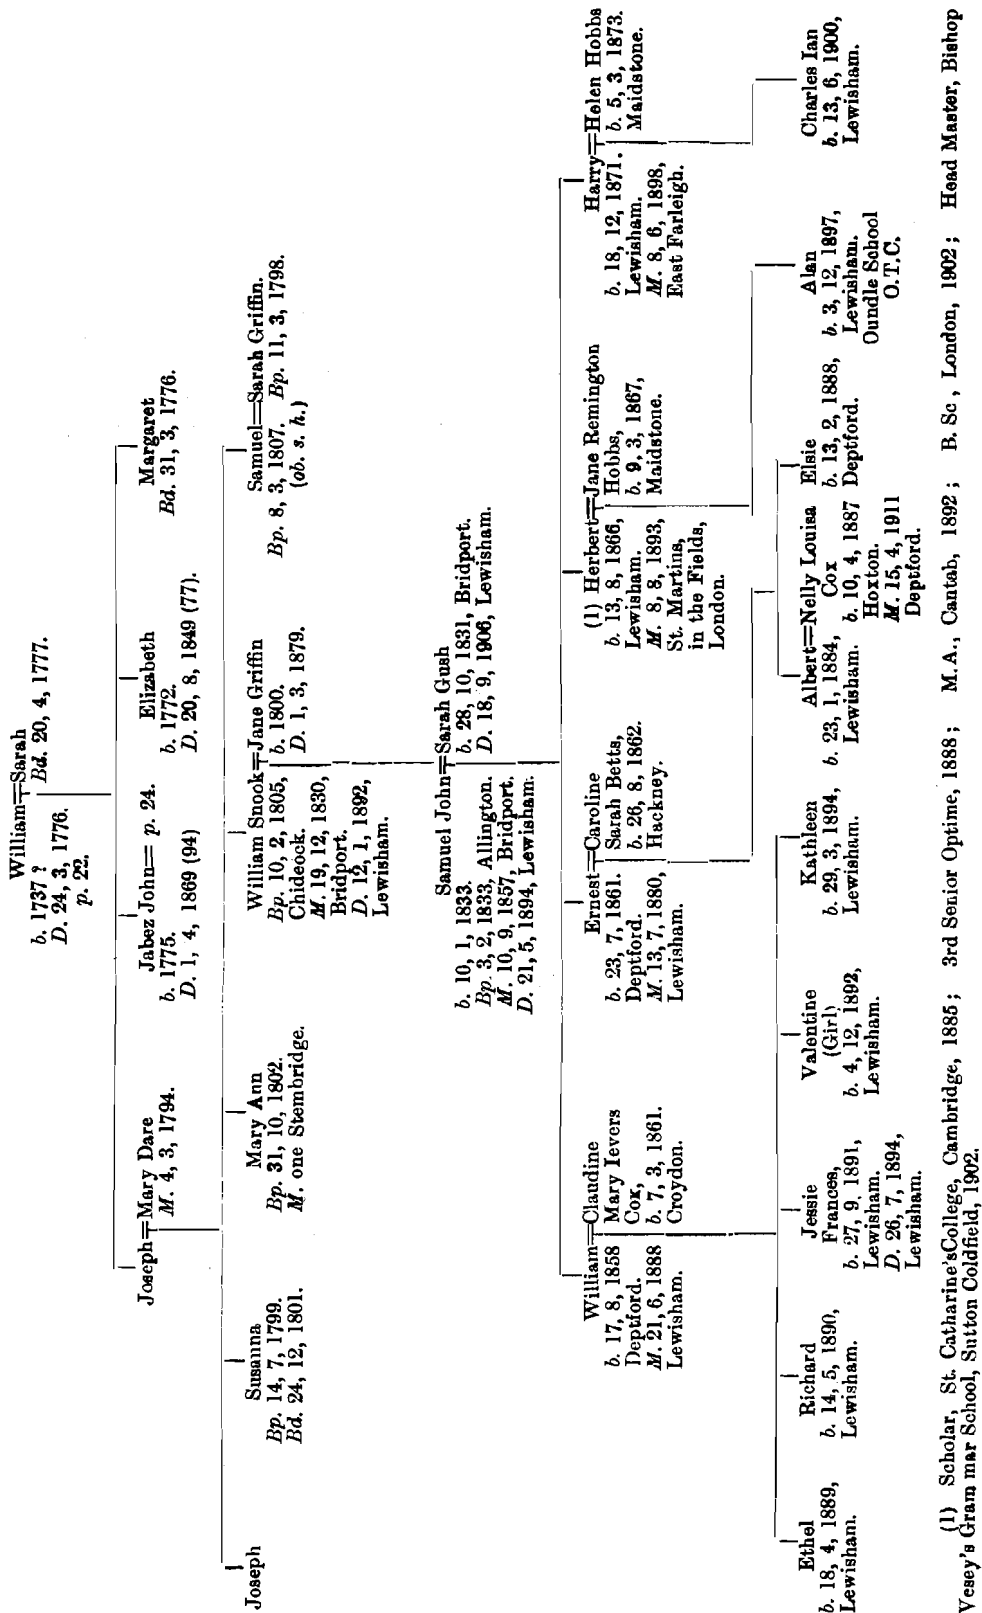 William=Sarah
b. 1737 ? Bd. 20, 4, 1777.
D. 24, 3, 1776.
p. 22.
Joseph=Mary Dare
M. 4, 3, 1794.
Jabez John= p. 24.
b. 1775.
D. 1, 4, 1869 (94)
Elizabeth
b. 1772.
D. 20, 8, 1849 (77).
Margaret
Bd. 31, 3, 1776.
Joseph
Susanna
Bp. 14, 7, 1799.
Bd. 24, 12, 1801.
Mary Ann
Bp. 31, 10, 1802.
M. one Stembridge.
William Snook=Jane Griffin
Bp. 10, 2, 1805, b. 1800.
Chideock. D. 1, 3, 1879.
M. 19, 12, 1830,
Bridport.
D. 12, 1, 1892,
Lewisham.
Samuel=Sarah Griffin.
Bp. 8, 3, 1807. Bp. 11, 3, 1798.
(ob. s. h.)
Samuel John=Sarah Gush
b. 10, 1, 1833. b. 28, 10, 1831, Bridport.
Bp. 3, 2, 1833, Allington. D. 18, 9, 1906, Lewisham.
M. 10, 9, 1857, Bridport.
D. 21, 5, 1894, Lewisham.
William=Claudine
b. 17, 8, 1858 Mary Ievers
Deptford. Cox,
M. 21, 6, 1888 b. 7, 3, 1861.
Lewisham. Croydon.
Ernest=Caroline
b. 23, 7, 1861. Sarah Betts,
Deptford. b. 26, 8, 1862.
M. 13, 7, 1880, Hackney.
Lewisham.
(1) Herbert=Jane Remington
b. 13, 8, 1866, Hobbs,
Lewisham. b. 9, 3, 1867,
M. 8, 8, 1893, Maidstone.
St. Martins,
in the Fields,
London.
Harry=Helen Hobbs
b. 18, 12, 1871. b. 5, 3, 1873.
Lewisham. Maidstone.
M. 8, 6, 1898,
East Farleigh.
Ethel
b. 18, 4, 1889,
Lewisham.
Richard
b. 14, 5, 1890,
Lewisham.
Jessie
Frances,
b. 27, 9, 1891,
Lewisham.
D. 26, 7, 1894,
Lewisham.
Valentine
(Girl)
b. 4, 12, 1892,
Lewisham.
Kathleen
b. 29, 3, 1894,
Lewisham.
Albert=Nelly Louisa
b. 23, 1, 1884, Cox
Lewisham. b. 10, 4, 1887
Hoxton.
M. 15, 4, 1911
Deptford.
Elsie
b. 13, 2, 1888,
Deptford.
Alan
b. 3, 12, 1897,
Lewisham.
Oundle School
O.T.C.
Charles Ian
b. 13, 6, 1900,
Lewisham.
(1) Scholar, St. Catharine'sCollege, Cambridge, 1885; 3rd Senior Optime, 1888; M.A., Cantab, 1892; B. Sc, London, 1902; Head Master, Bishop
Vesey's Gram mar School, Sutton Coldfield, 1902.